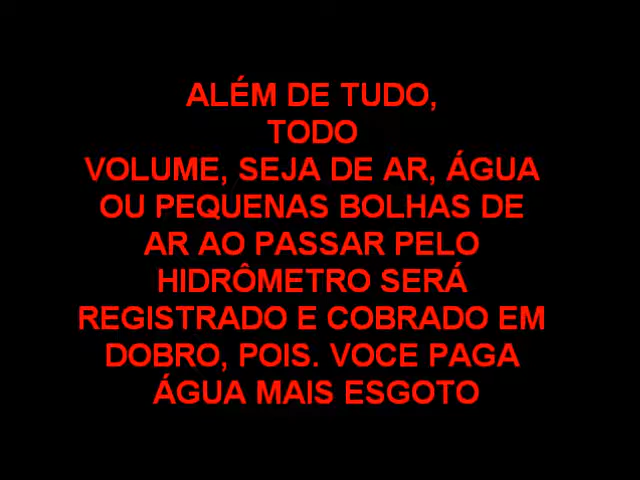 ALÉM DE TUDO,
TODO
VOLUME, SEJA DE AR, ÁGUA
OU PEQUENAS BOLHAS DE
AR AO PASSAR PELO
HIDRÔMETRO SERÁ
REGISTRADO E COBRADO EM
DOBRO, POIS. VOCE PAGA
ÁGUA MAIS ESGOTO